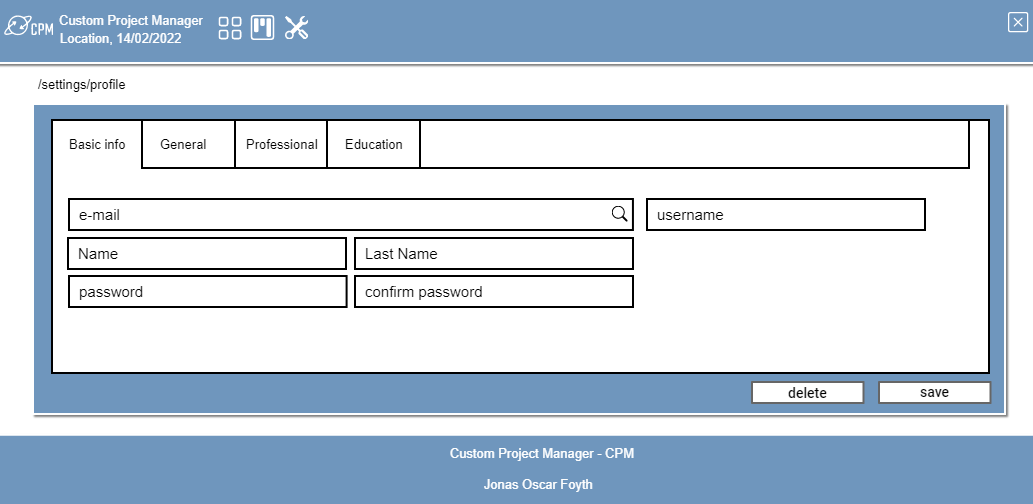 CPM
Custom Project Manager
Location, 14/02/2022
/settings/profile
Basic info General Professional Education
e-mail username
Name Last Name
password confirm password
delete save
Custom Project Manager - CPM
Jonas Oscar Foyth